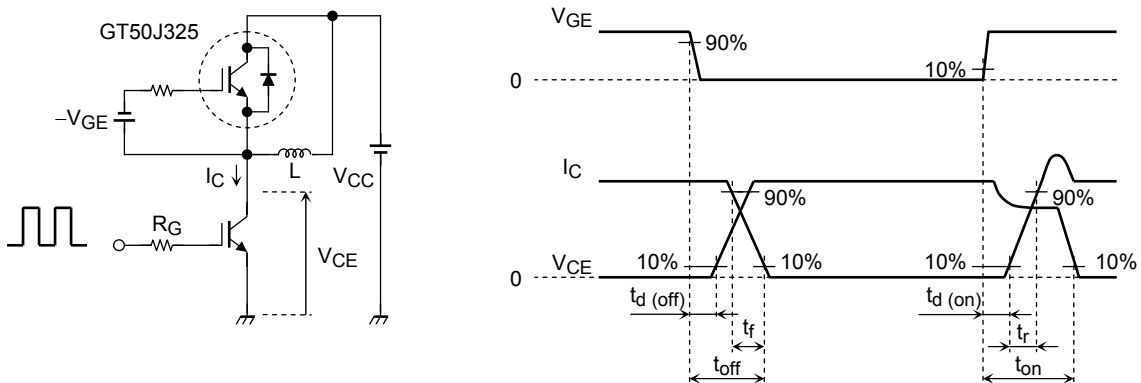 GT50J325
−VGE
IC
L
VCC
RG
VCE
VGE
90%
10%
0
IC
90%
90%
VCE
0
10%
10%
10%
10%
td (off)
tf
toff
td (on)
tr
ton